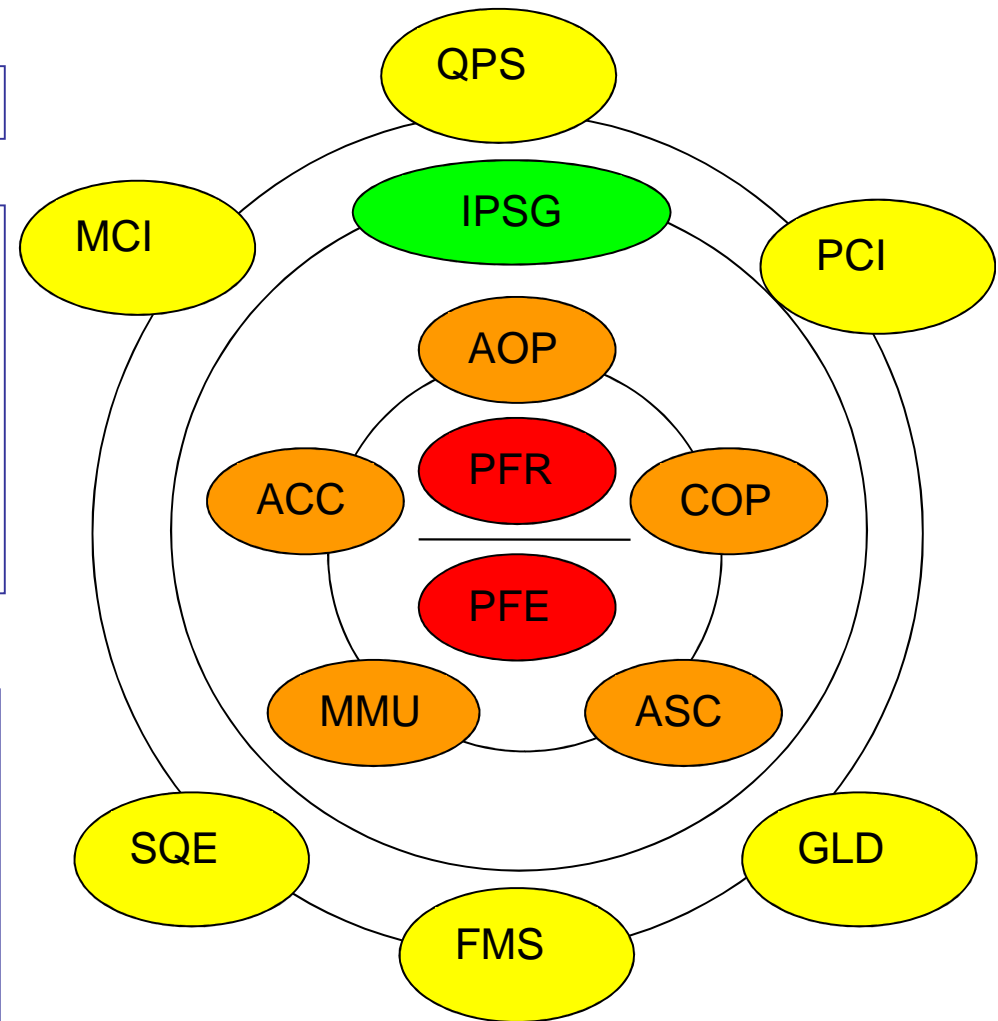 QPS
IPSG
MCI
PCI
AOP
PFR
ACC
COP
PFE
MMU
ASC
SQE
GLD
FMS